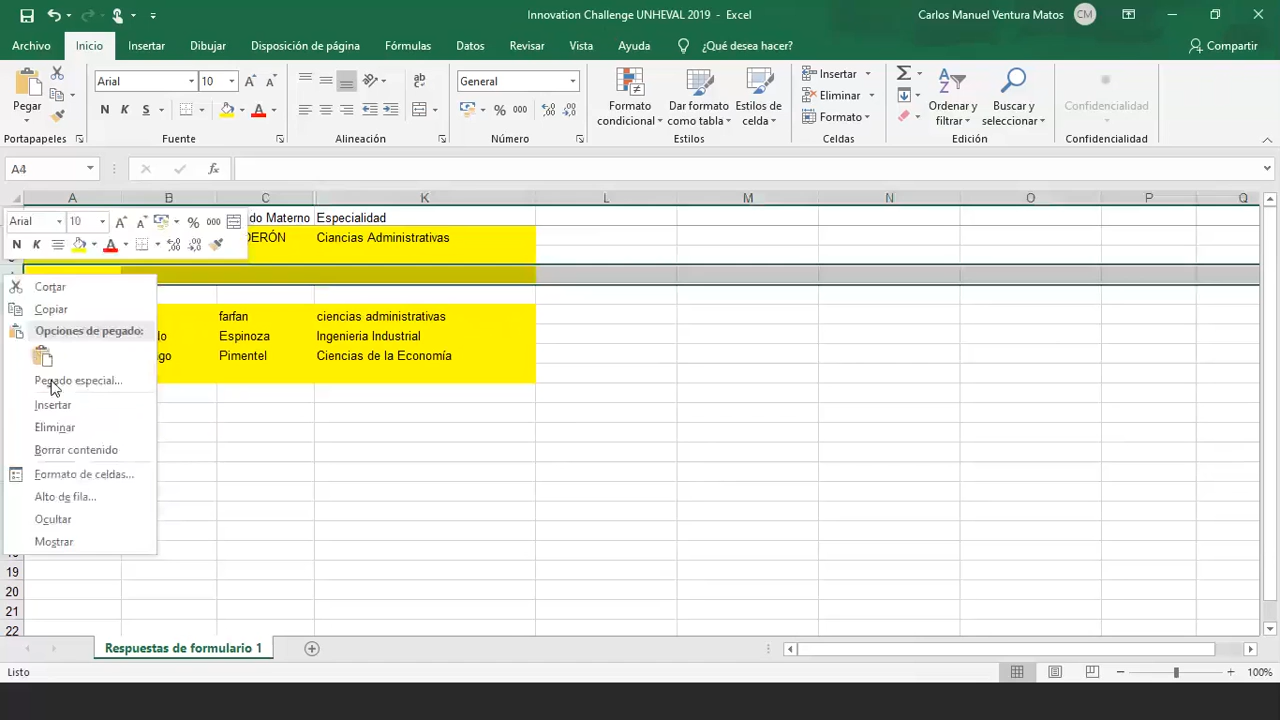 Innovation Challenge UNHEVAL 2019 - Excel
Carlos Manuel Ventura Matos CM
Archivo Inicio Insertar Dibujar Disposición de página Fórmulas Datos Revisar Vista Ayuda ¿Qué desea hacer? Compartir
Pegar
Arial 10
N K S
ab
General
% 000
Formato condicional
Dar formato como tabla
Estilos de celda
Insertar
Eliminar
Formato
Ordenar y filtrar
Buscar y seleccionar
Confidencialidad
Portapapeles Fuente Alineación Número Estilos Celdas Edición Confidencialidad
A4 fx
A B C K L M N O P Q
Arial 10 % 000
N K A
do Materno Especialidad
DERÓN Ciancias Administrativas
farfan ciencias administrativas
lo Espinoza Ingenieria Industrial
go Pimentel Ciencias de la Economía
Cortar
Copiar
Opciones de pegado:
Pegado especial...
Insertar
Eliminar
Borrar contenido
Formato de celdas...
Alto de fila...
Ocultar
Mostrar
19
20
21
22
Respuestas de formulario 1
Listo 100%